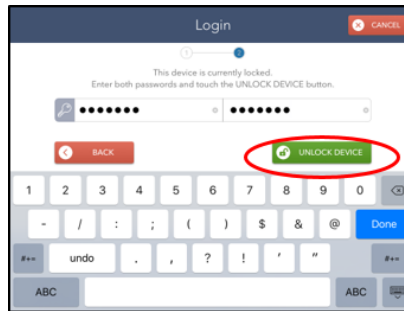 Login
CANCEL
1
2
This device is currently locked.
Enter both passwords and touch the UNLOCK DEVICE button.
BACK
UNLOCK DEVICE
1 2 3 4 5 6 7 8 9 0
- / : ; ( ) $ & @ Done
#+= undo . , ? ! ' " #+=
ABC ABC